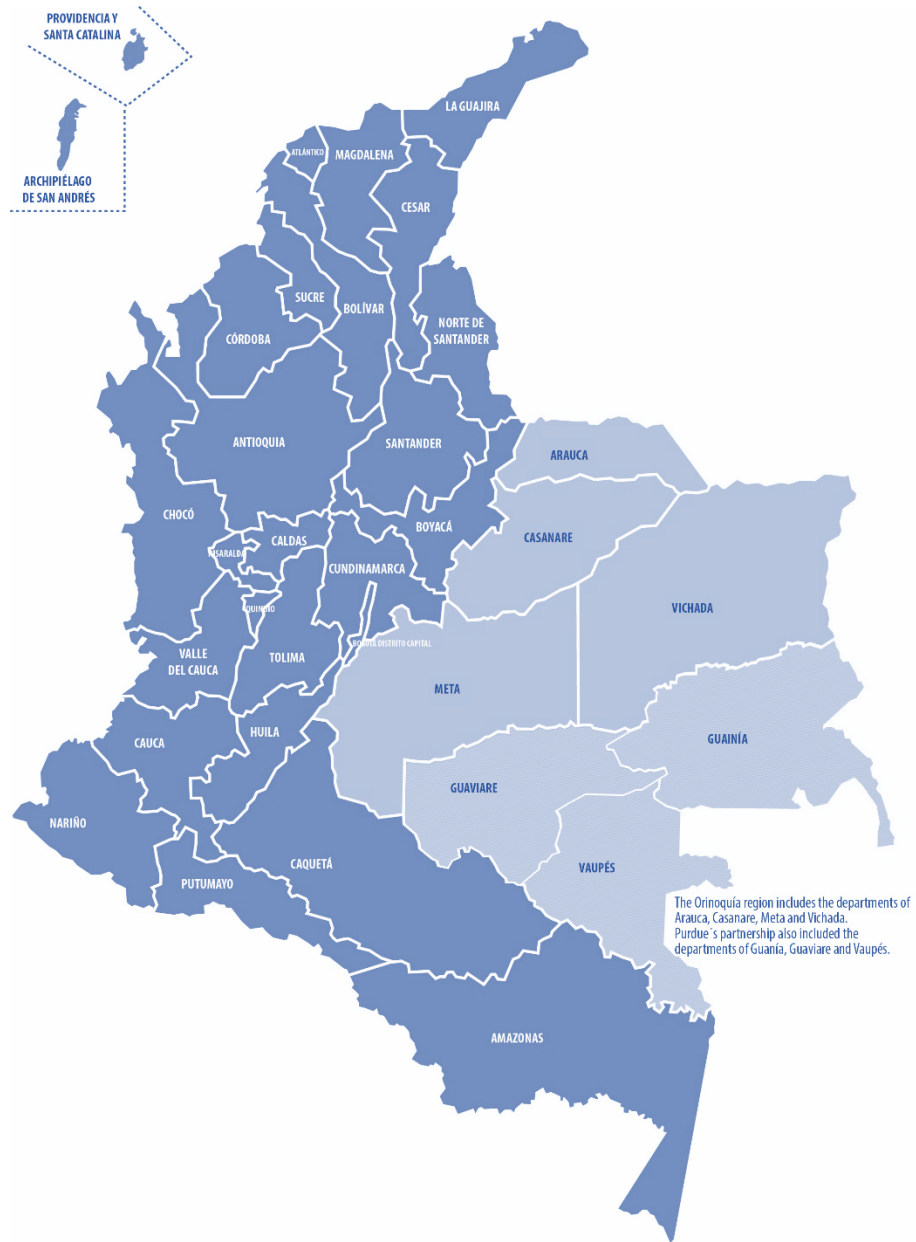 PROVIDENCIA Y
SANTA CATALINA
ARCHIPIÉLAGO
DE SAN ANDRÉS
LA GUAJIRA
ATLÁNTICO
MAGDALENA
CESAR
SUCRE
BOLÍVAR
NORTE DE
SANTANDER
CÓRDOBA
ANTIOQUIA
SANTANDER
ARAUCA
CHOCÓ
BOYACÁ
CASANARE
CALDAS
RISARALDA
CUNDINAMARCA
VICHADA
QUINDIO
BOGOTÁ DISTRITO CAPITAL
VALLE
DEL CAUCA
TOLIMA
META
HUILA
CAUCA
GUAINÍA
GUAVIARE
NARIÑO
CAQUETÁ
VAUPÉS
PUTUMAYO
The Orinoquía region includes the departments of
Arauca, Casanare, Meta and Vichada.
Purdue´s partnership also included the
departments of Guanía, Guaviare and Vaupés.
AMAZONAS